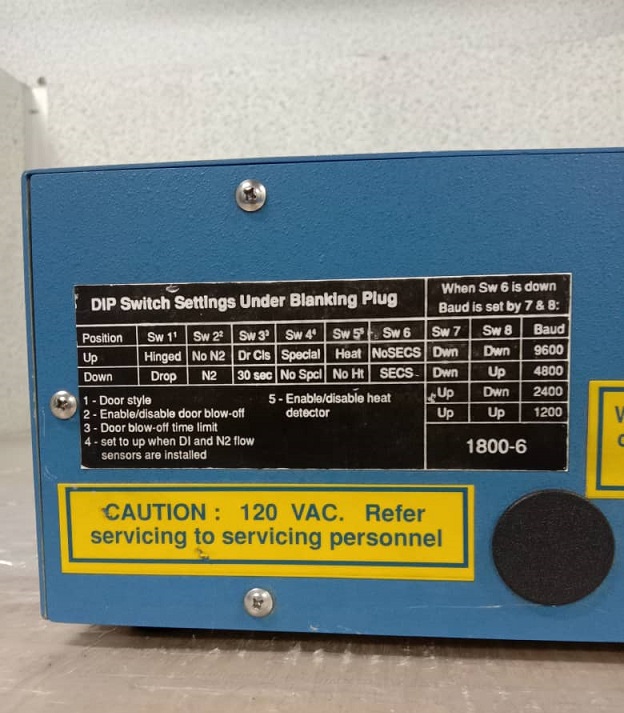 DIP Switch Settings Under Blanking Plug
When Sw 6 is down
Baud is set by 7 & 8:
Position Sw 1¹ Sw 2² Sw 3³ Sw 4⁴ Sw 5⁵ Sw 6 Sw 7 Sw 8 Baud
Up Hinged No N2 Dr Cls Special Heat NoSECS Dwn Dwn 9600
Down Drop N2 30 sec No Spcl No Ht SECS Dwn Up 4800
Up Dwn 2400
Up Up 1200
1 - Door style
2 - Enable/disable door blow-off
3 - Door blow-off time limit
4 - set to up when DI and N2 flow
sensors are installed
5 - Enable/disable heat
detector
1800-6
CAUTION : 120 VAC. Refer
servicing to servicing personnel